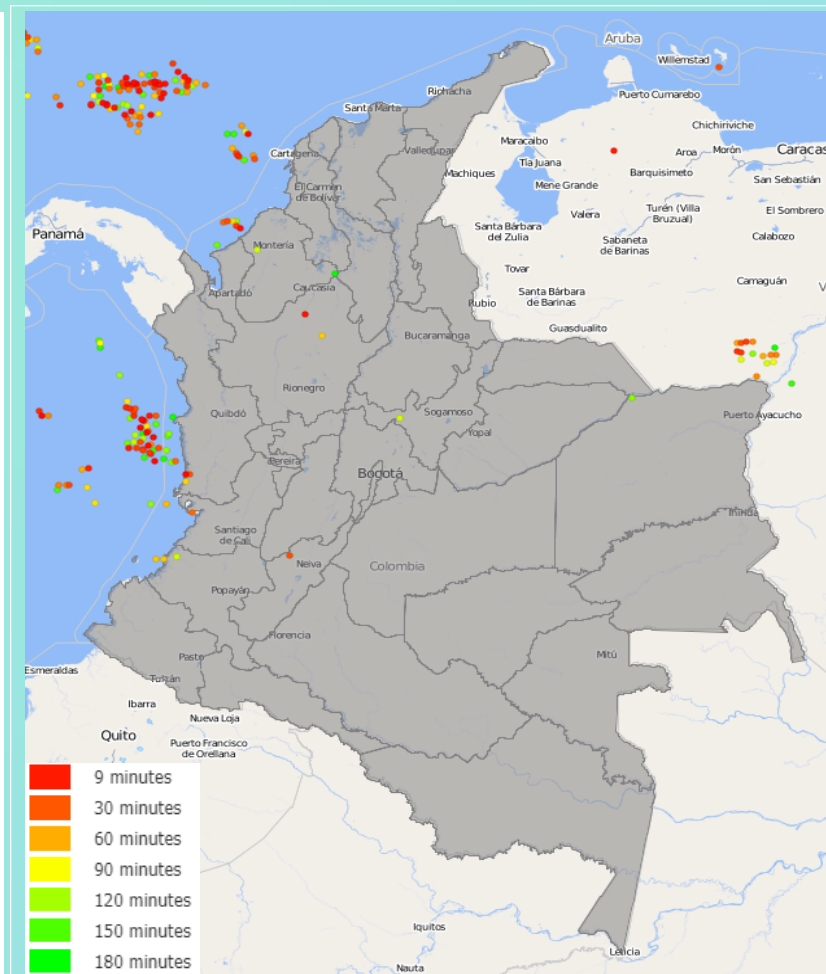 Aruba
Willemstad
Riohacha
Puerto Cumarebo
Santa Marta
Chichiriviche
Maracaibo
Caracas
Cartagena
Valledupar
Tía Juana
Aroa
Morón
Machiques
Barquisimeto
Mene Grande
San Sebastián
El Carmen
de Bolívar
Valera
Turén (Villa
Bruzual)
El Sombrero
Panamá
Montería
Santa Bárbara
del Zulia
Sabaneta
de Barinas
Calabozo
Tovar
Camaguán
Apartadó
Caucasia
Rubio
Santa Bárbara
de Barinas
Guasdualito
Bucaramanga
Rionegro
Quibdó
Sogamoso
Puerto Ayacucho
Yopal
Pereira
Bogotá
Inírida
Santiago
de Cali
Neiva
Colombia
Popayán
Florencia
Pasto
Mitú
Esmeraldas
Tulcán
Ibarra
Nueva Loja
Quito
Puerto Francisco
de Orellana
9 minutes
30 minutes
60 minutes
90 minutes
120 minutes
150 minutes
180 minutes
Iquitos
Leticia
Nauta